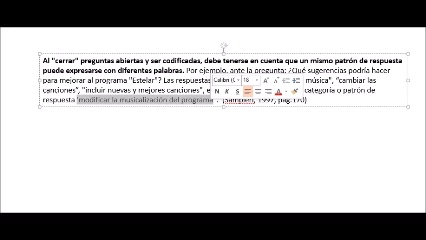 Al "cerrar" preguntas abiertas y ser codificadas, debe tenerse en cuenta que un mismo patrón de respuesta
puede expresarse con diferentes palabras. Por ejemplo, ante la pregunta: ¿Qué sugerencias podría hacer
para mejorar al programa "Estelar"? Las respuestas música", "cambiar las
Calibri (C 18
canciones", "incluir nuevas y mejores canciones", e categoría o patrón de
N K S A
respuesta "modificar la musicalización del programa". (Sampieri, 1997, pág.170)